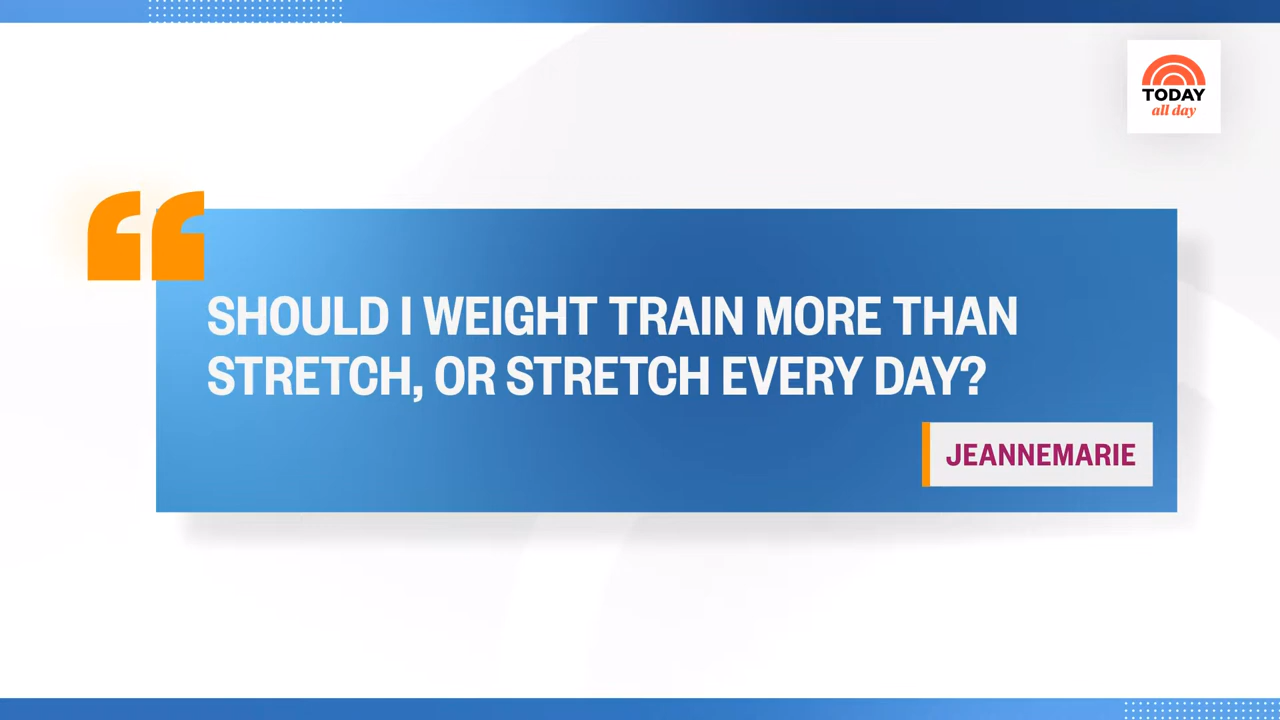 TODAY
all day
SHOULD I WEIGHT TRAIN MORE THAN
STRETCH, OR STRETCH EVERY DAY?
JEANNEMARIE